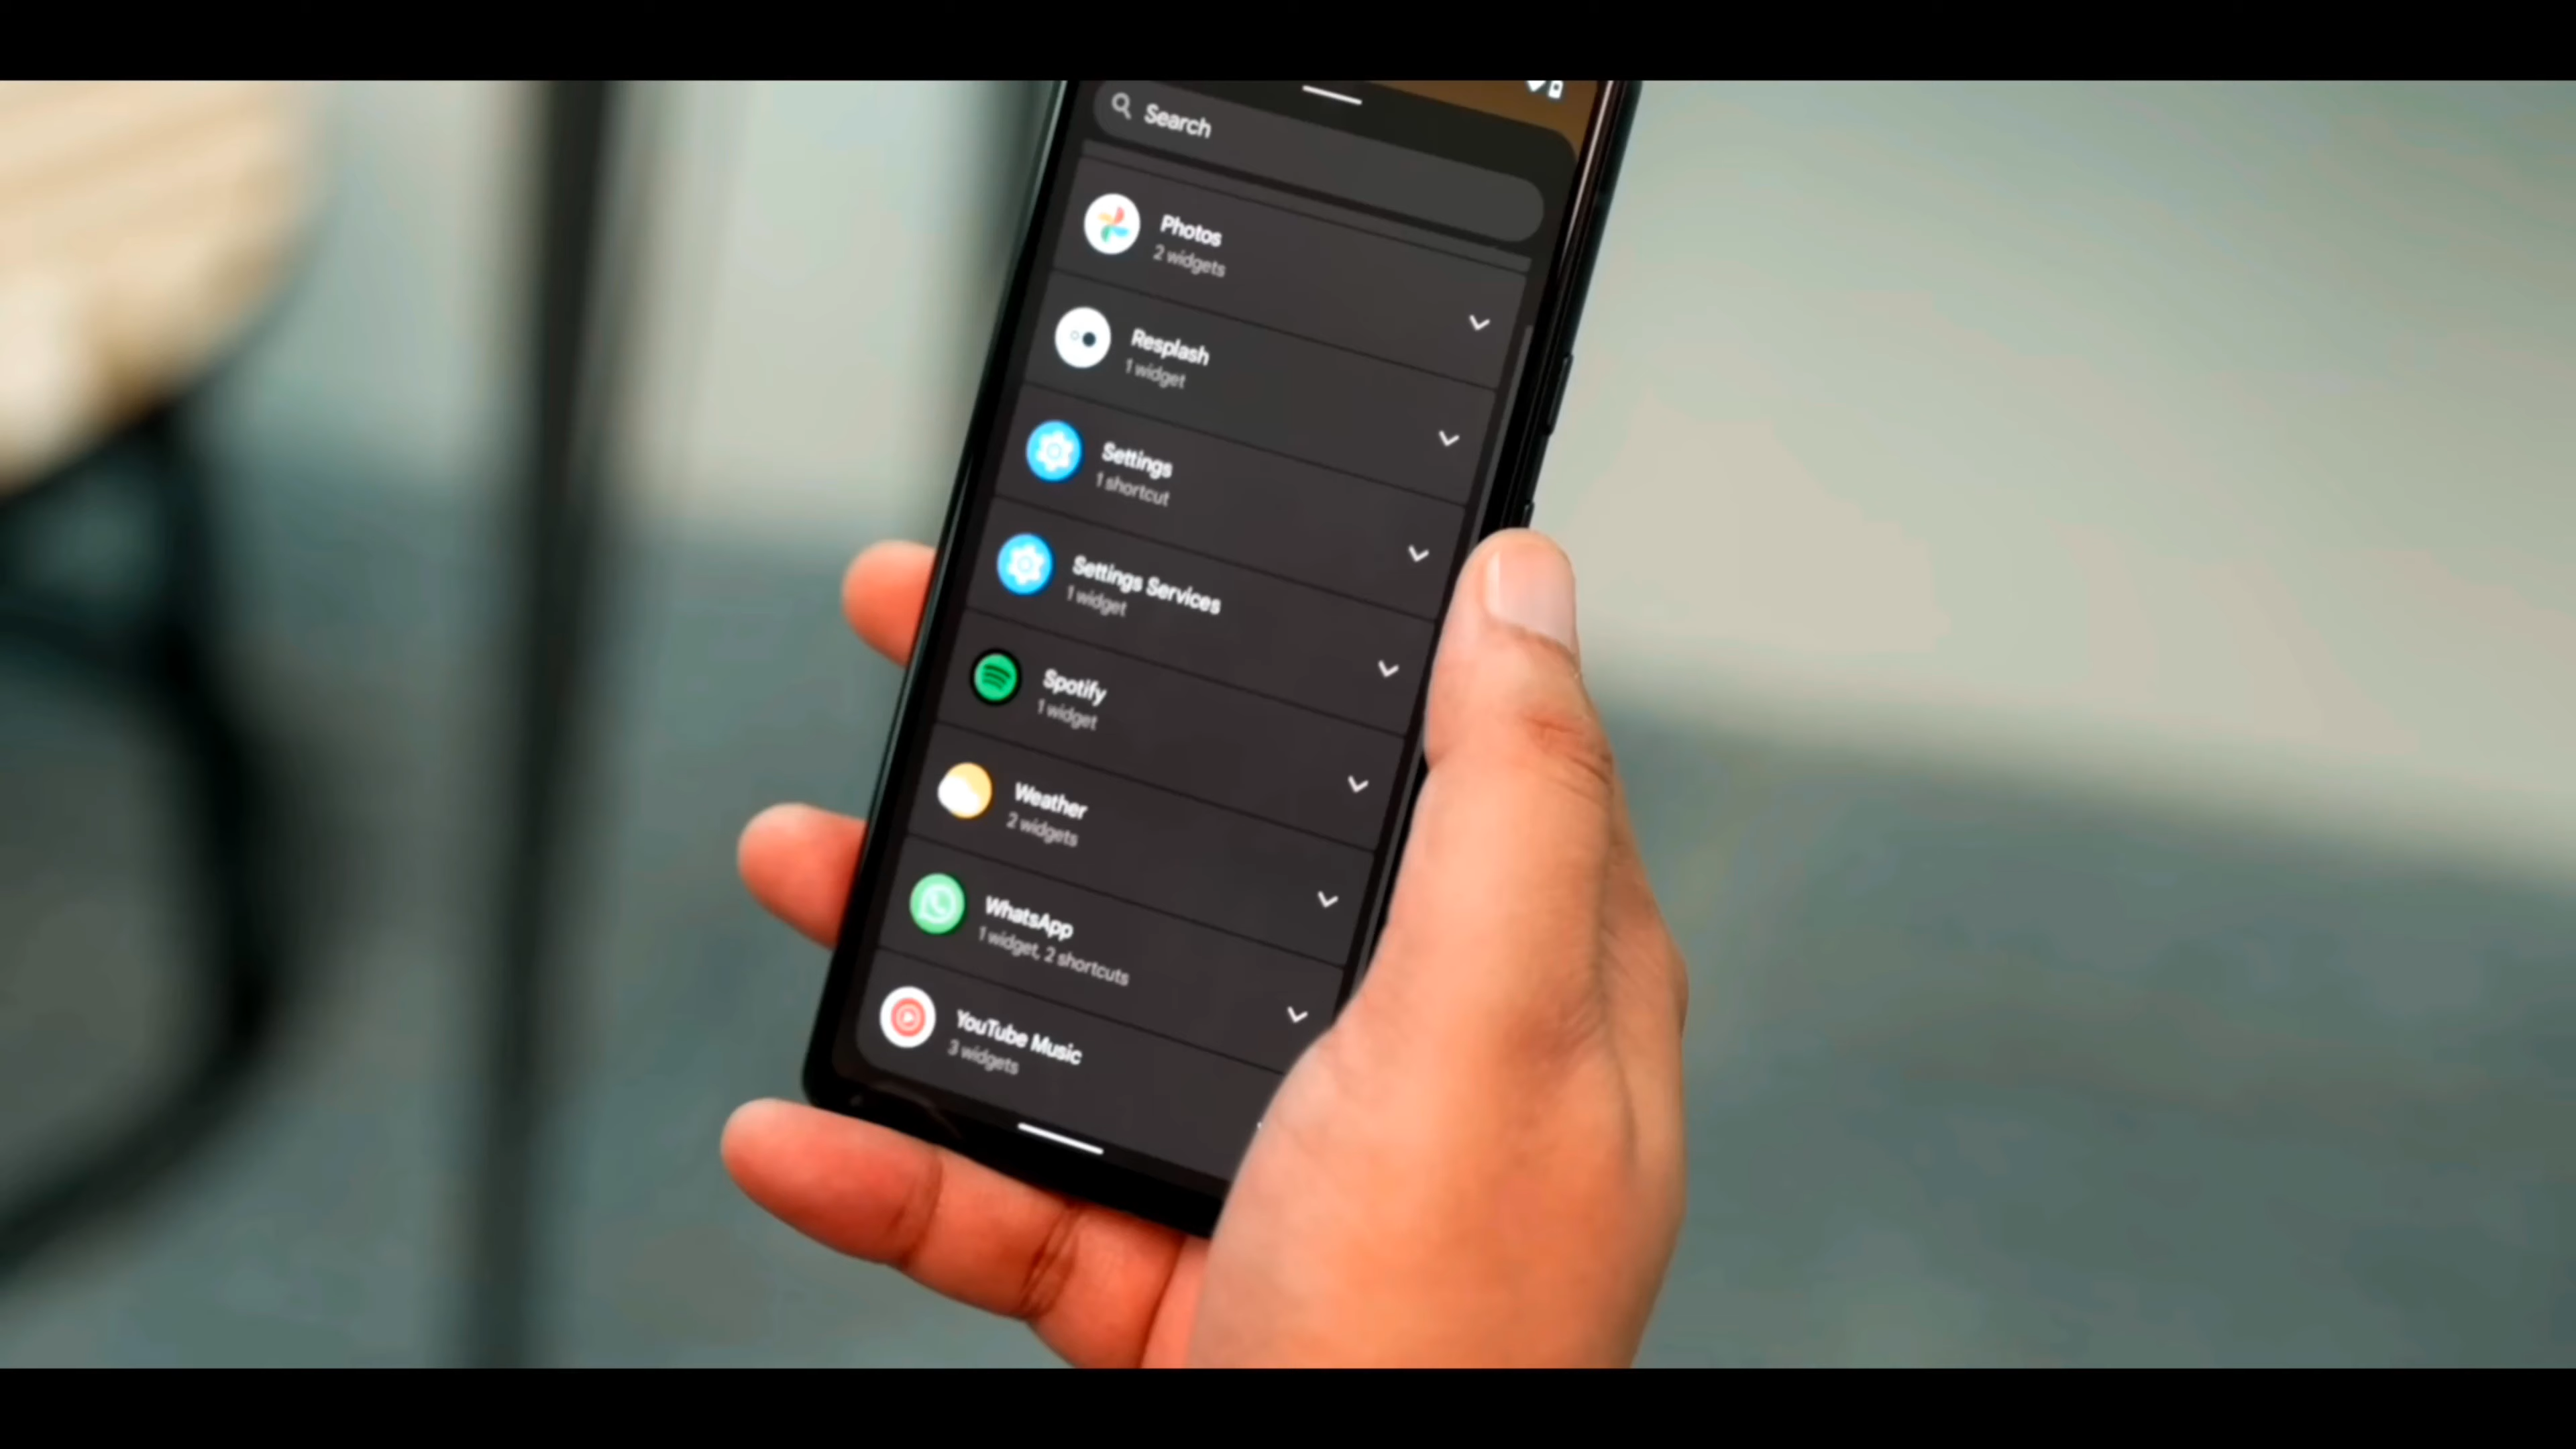 Search
Photos
2 widgets
Resplash
1 widget
Settings
1 shortcut
Settings Services
1 widget
Spotify
1 widget
Weather
2 widgets
WhatsApp
1 widget, 2 shortcuts
YouTube Music
3 widgets